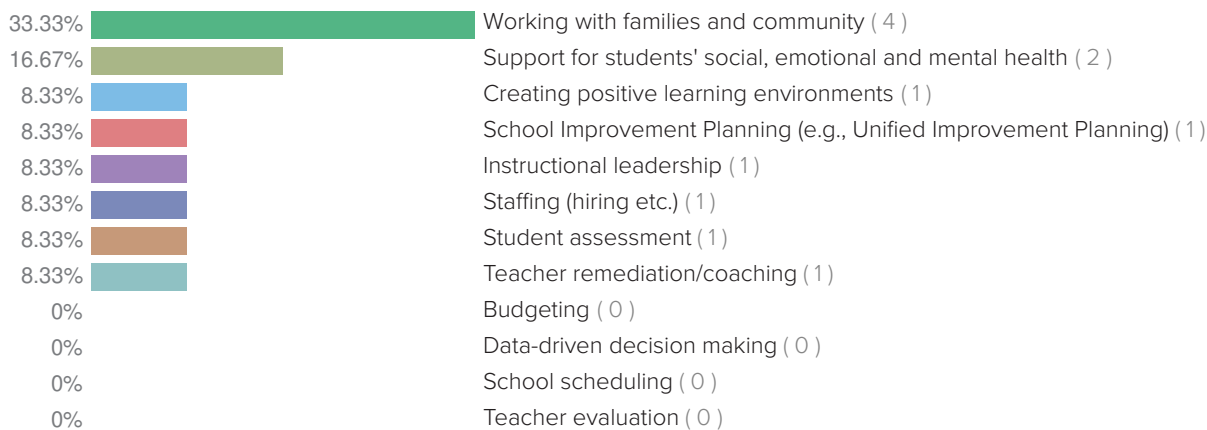 33.33% Working with families and community ( 4 )
16.67% Support for students' social, emotional and mental health ( 2 )
8.33% Creating positive learning environments ( 1 )
8.33% School Improvement Planning (e.g., Unified Improvement Planning) ( 1 )
8.33% Instructional leadership ( 1 )
8.33% Staffing (hiring etc.) ( 1 )
8.33% Student assessment ( 1 )
8.33% Teacher remediation/coaching ( 1 )
0% Budgeting ( 0 )
0% Data-driven decision making ( 0 )
0% School scheduling ( 0 )
0% Teacher evaluation ( 0 )